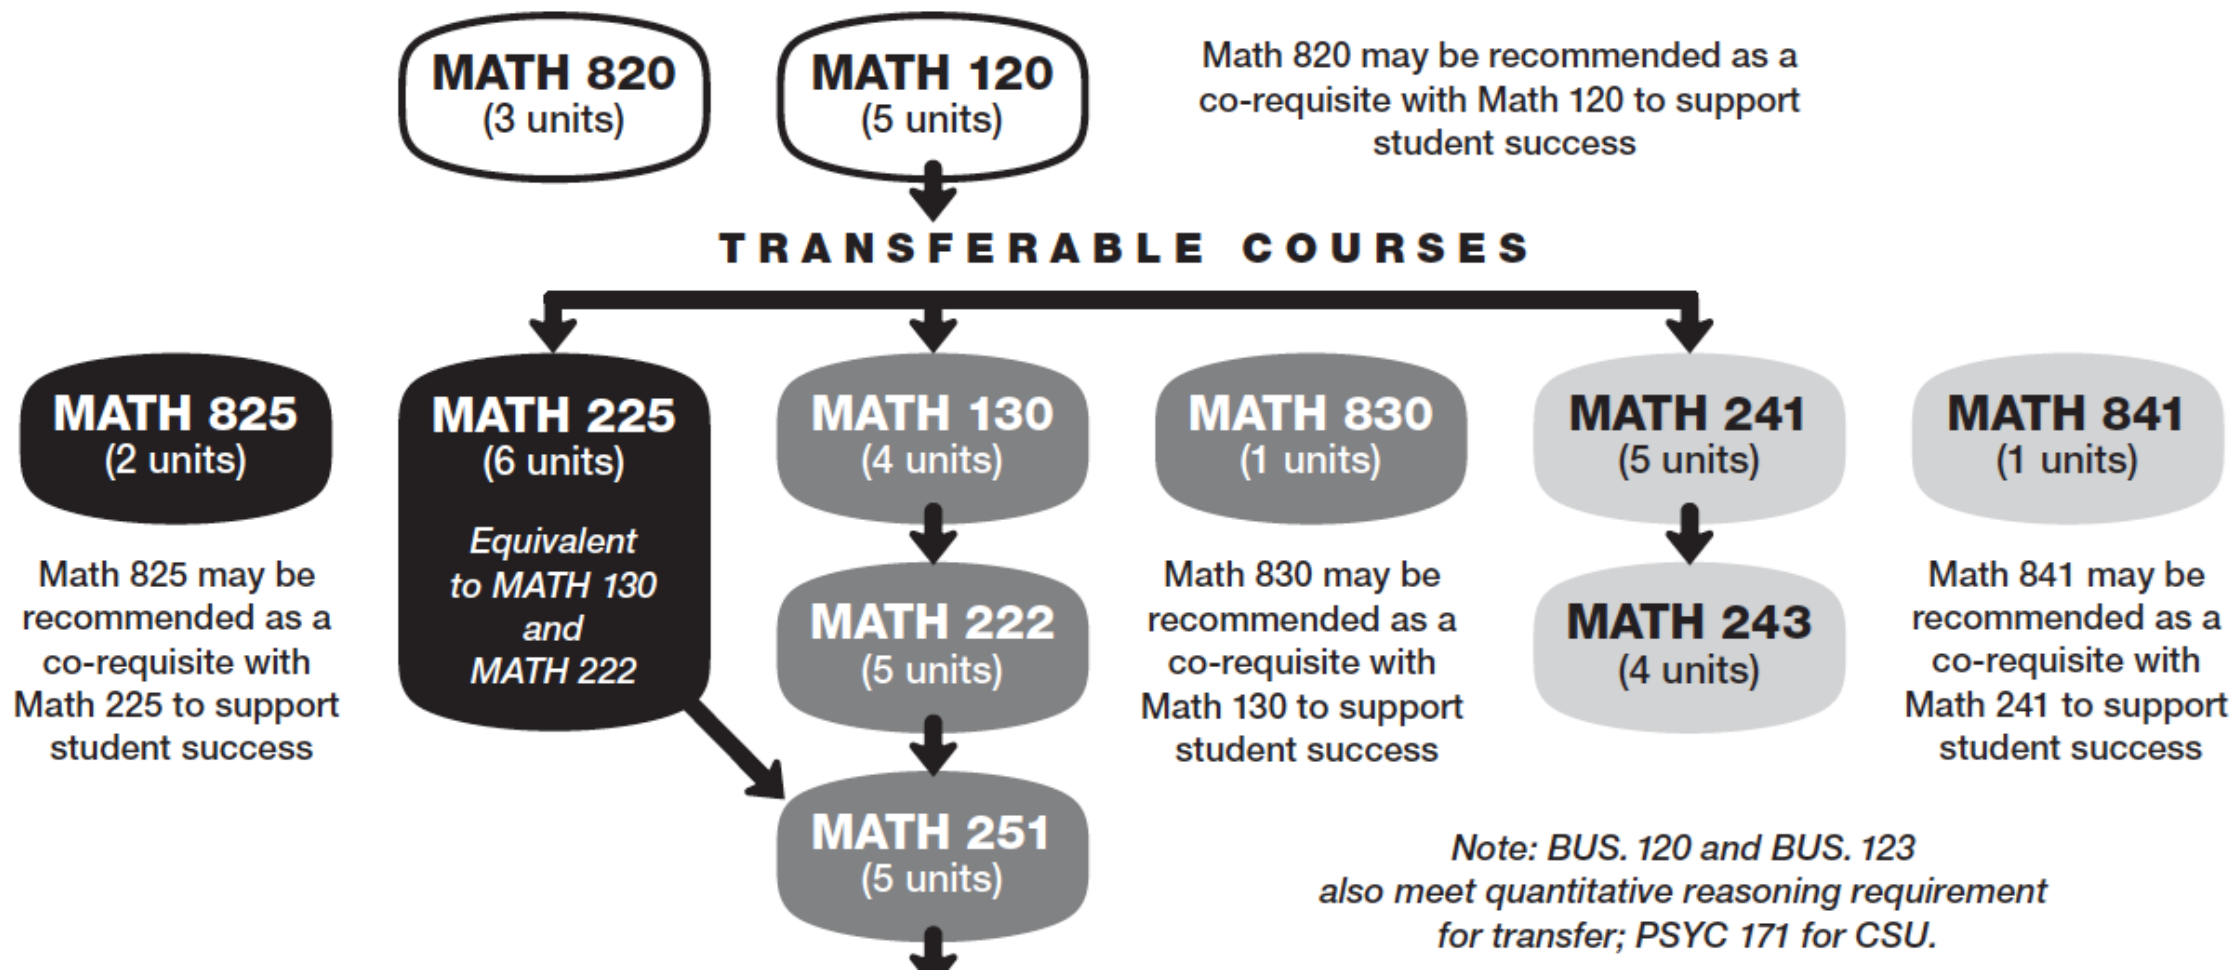 MATH 820
(3 units)
MATH 120
(5 units)
Math 820 may be recommended as a
co-requisite with Math 120 to support
student success
TRANSFERABLE COURSES
MATH 825
(2 units)
Math 825 may be
recommended as a
co-requisite with
Math 225 to support
student success
MATH 225
(6 units)
Equivalent
to MATH 130
and
MATH 222
MATH 130
(4 units)
MATH 222
(5 units)
MATH 251
(5 units)
MATH 830
(1 units)
Math 830 may be
recommended as a
co-requisite with
Math 130 to support
student success
MATH 241
(5 units)
MATH 243
(4 units)
MATH 841
(1 units)
Math 841 may be
recommended as a
co-requisite with
Math 241 to support
student success
Note: BUS. 120 and BUS. 123
also meet quantitative reasoning requirement
for transfer; PSYC 171 for CSU.